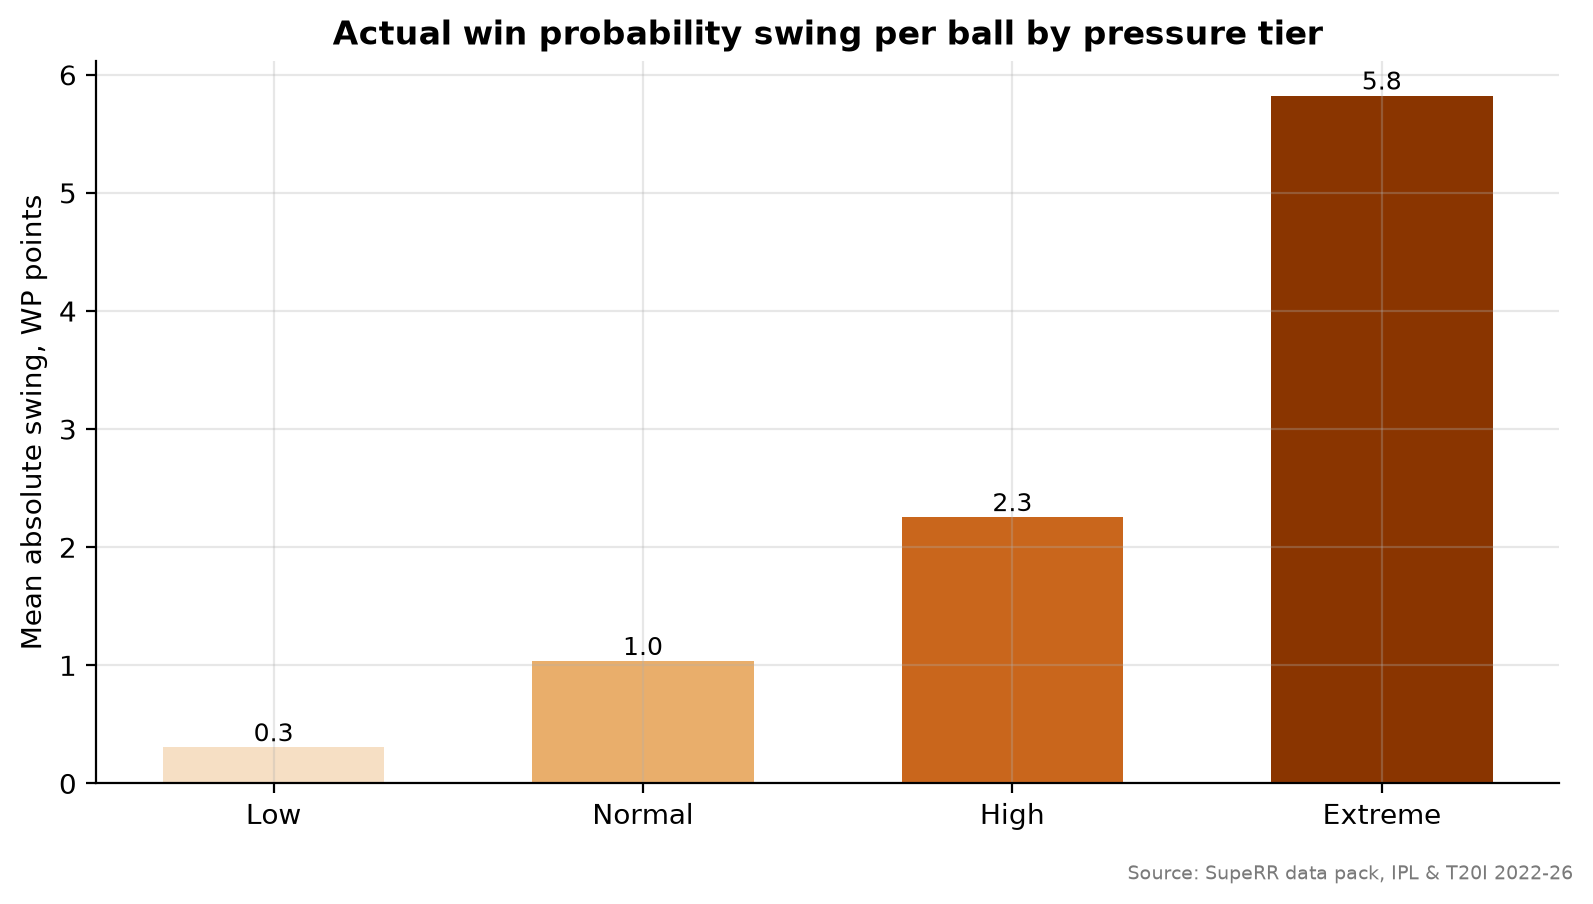 Actual win probability swing per ball by pressure tier
Mean absolute swing, WP points
6
5
4
3
2
1
0
0.3
1.0
2.3
5.8
Low
Normal
High
Extreme
Source: SupeRR data pack, IPL & T20I 2022-26